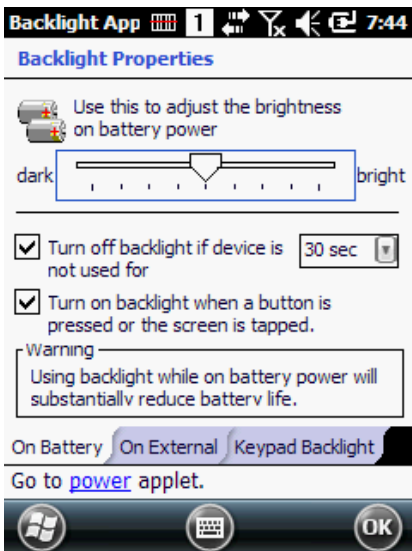 Backlight App 1 7:44
Backlight Properties
Use this to adjust the brightness
on battery power
dark bright
Turn off backlight if device is 30 sec
not used for
Turn on backlight when a button is
pressed or the screen is tapped.
Warning
Using backlight while on battery power will
substantially reduce battery life.
On Battery On External Keypad Backlight
Go to power applet.
OK